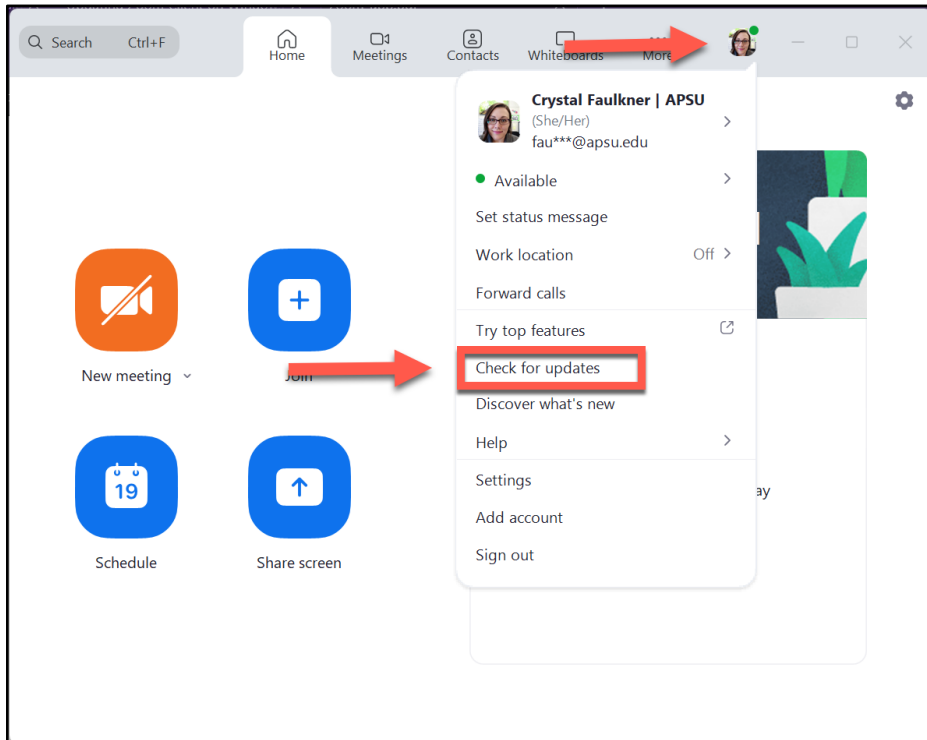 Search Ctrl+F
Home
Meetings
Contacts
Whiteboards
More
Crystal Faulkner | APSU
(She/Her)
fau***@apsu.edu
Available
Set status message
Work location Off
Forward calls
Try top features
Check for updates
Discover what's new
Help
Settings
Add account
Sign out
New meeting
Join
19
Schedule
Share screen
ay